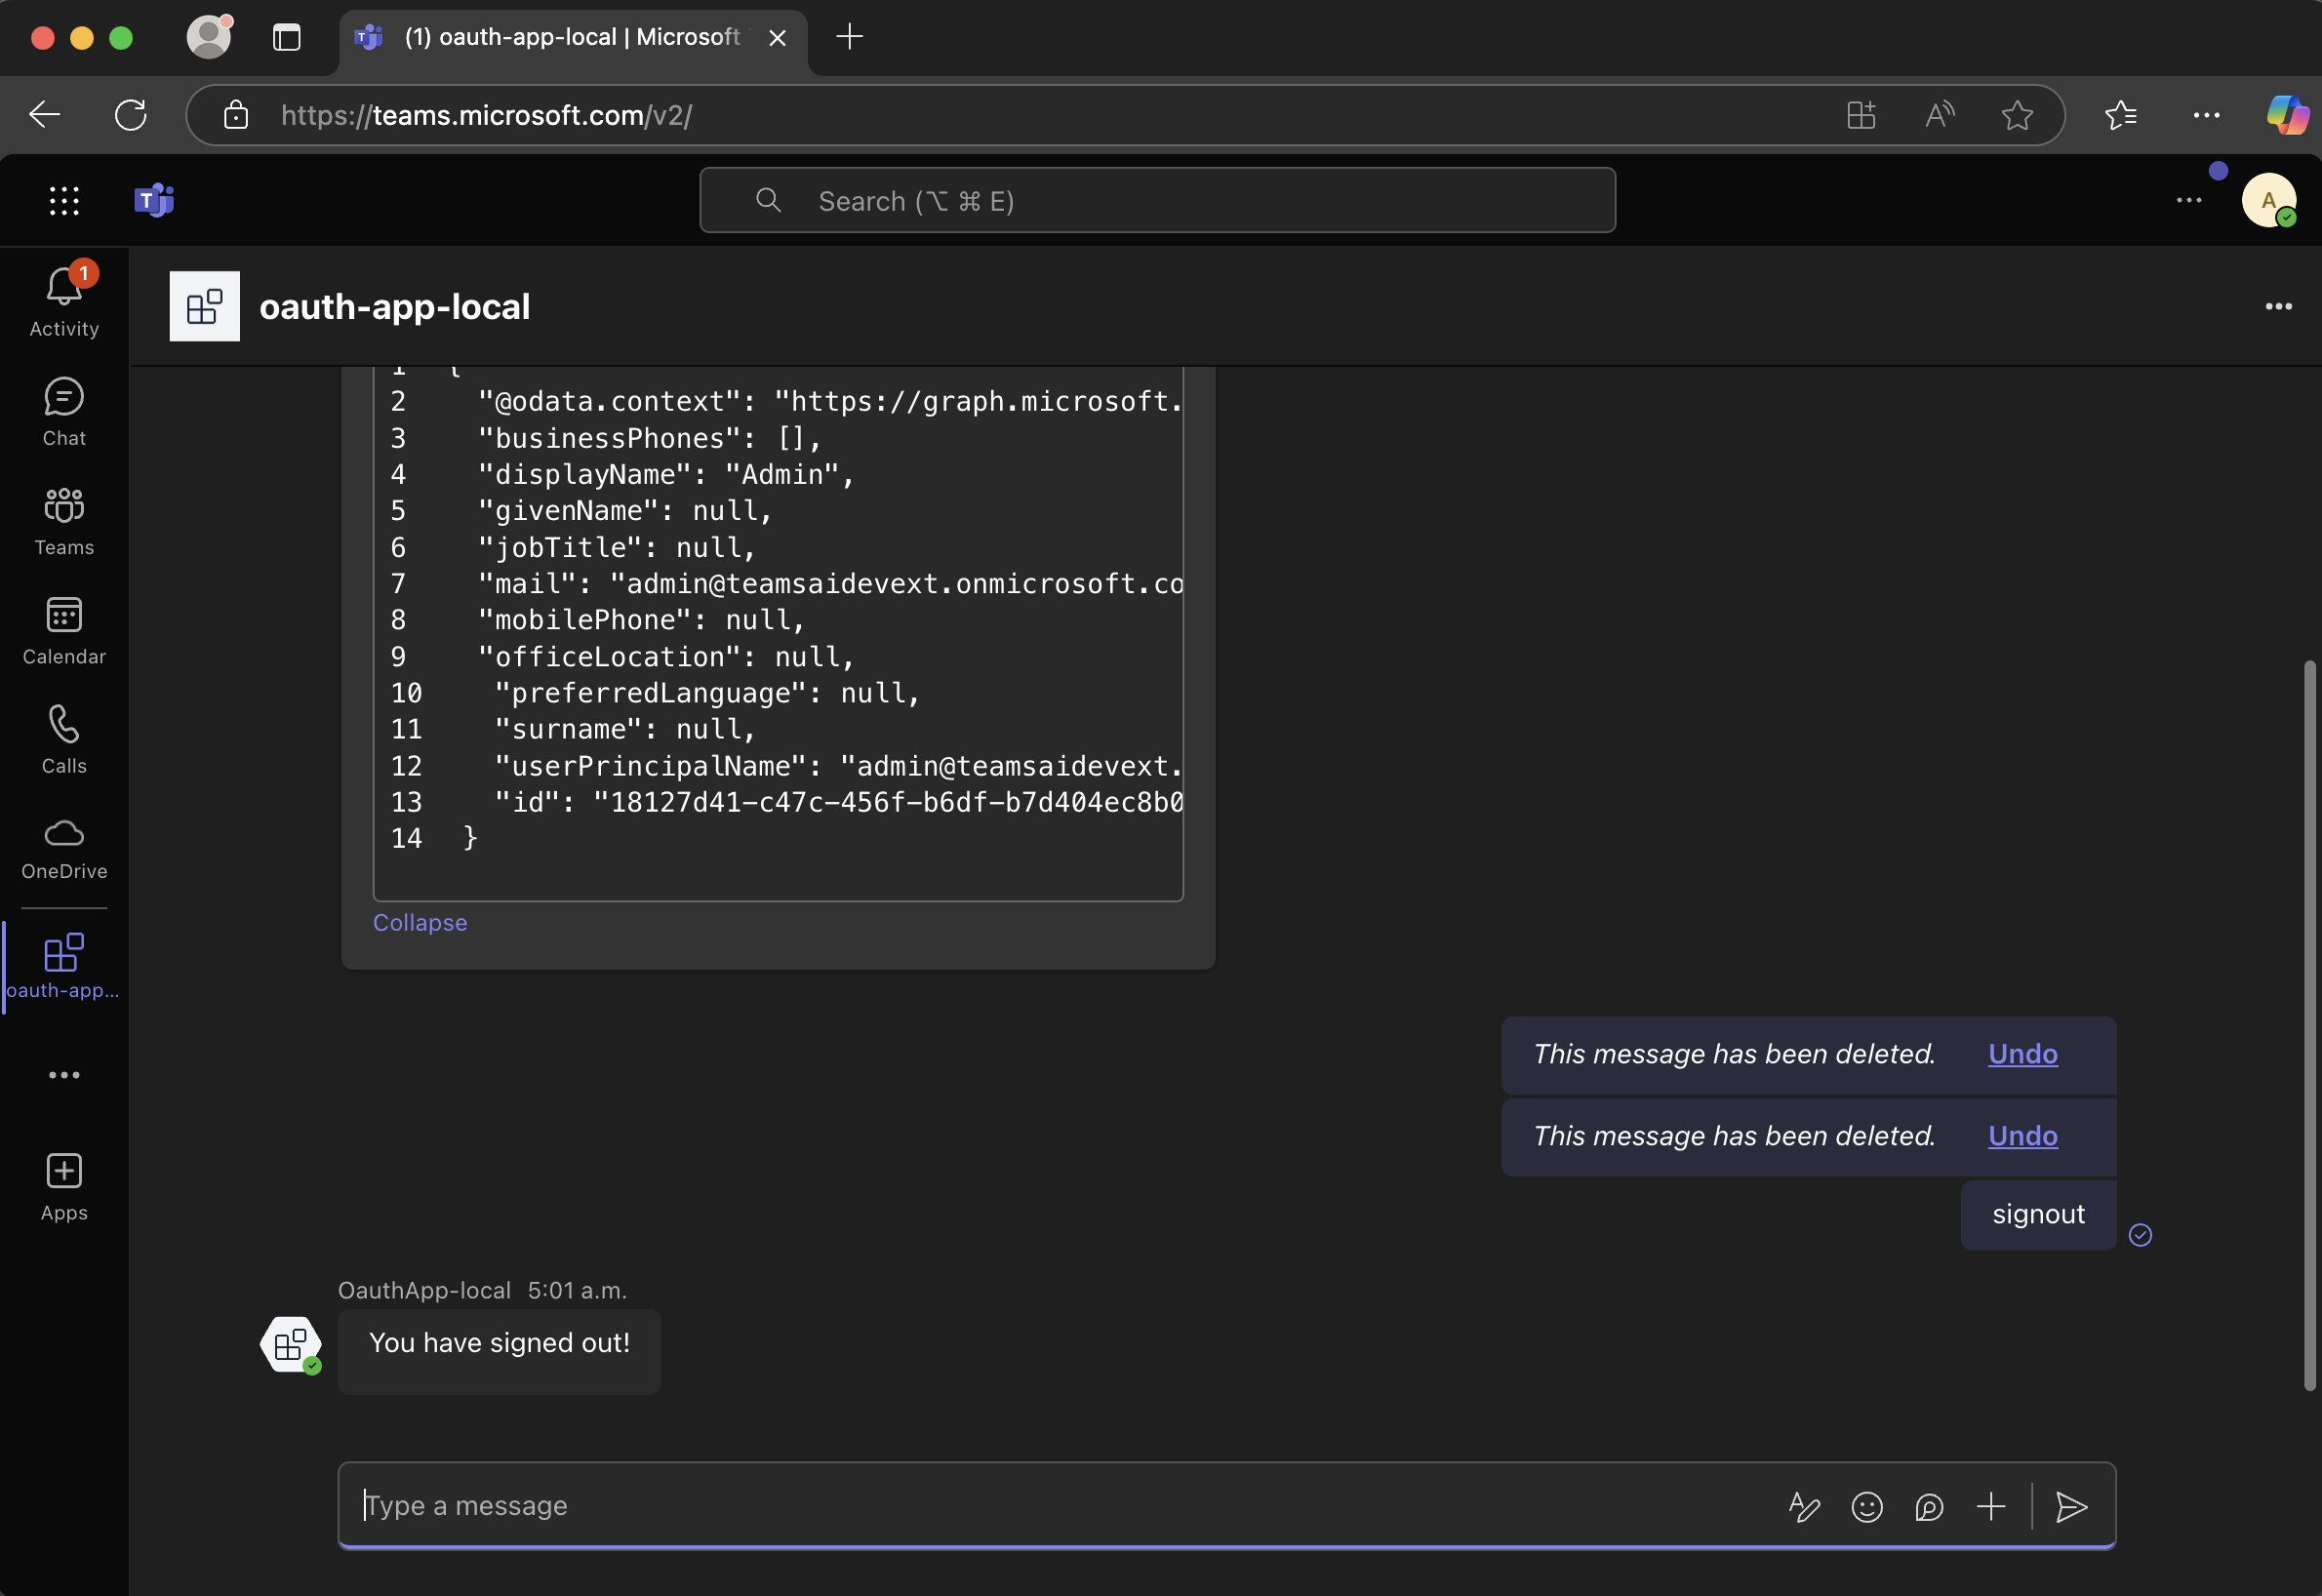 (1) oauth-app-local | Microsoft
https://teams.microsoft.com/v2/
T
Search (⌥ ⌘ E)
A
1
Activity
Chat
Teams
Calendar
Calls
OneDrive
oauth-app...
Apps
oauth-app-local
1 {
2 "@odata.context": "https://graph.microsoft.
3 "businessPhones": [],
4 "displayName": "Admin",
5 "givenName": null,
6 "jobTitle": null,
7 "mail": "admin@teamsaidevext.onmicrosoft.co
8 "mobilePhone": null,
9 "officeLocation": null,
10 "preferredLanguage": null,
11 "surname": null,
12 "userPrincipalName": "admin@teamsaidevext.
13 "id": "18127d41-c47c-456f-b6df-b7d404ec8b0
14 }
Collapse
This message has been deleted. Undo
This message has been deleted. Undo
signout
OauthApp-local 5:01 a.m.
You have signed out!
Type a message